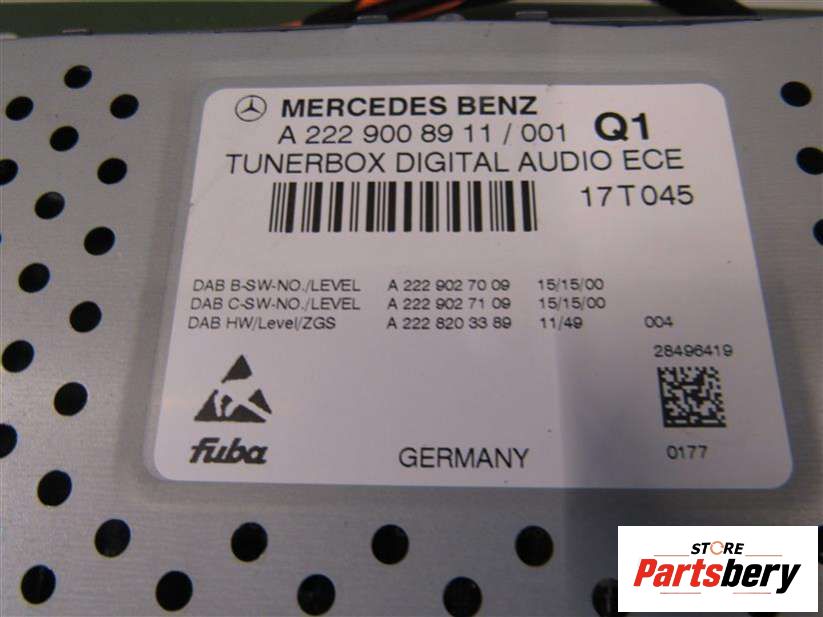 MERCEDES BENZ
A 222 900 89 11 / 001 Q1
TUNERBOX DIGITAL AUDIO ECE
17T045
DAB B-SW-NO./LEVEL A 222 902 70 09 15/15/00
DAB C-SW-NO./LEVEL A 222 902 71 09 15/15/00
DAB HW/Level/ZGS A 222 820 33 89 11/49 004
28496419
fuba GERMANY 0177
STORE
Partsbery